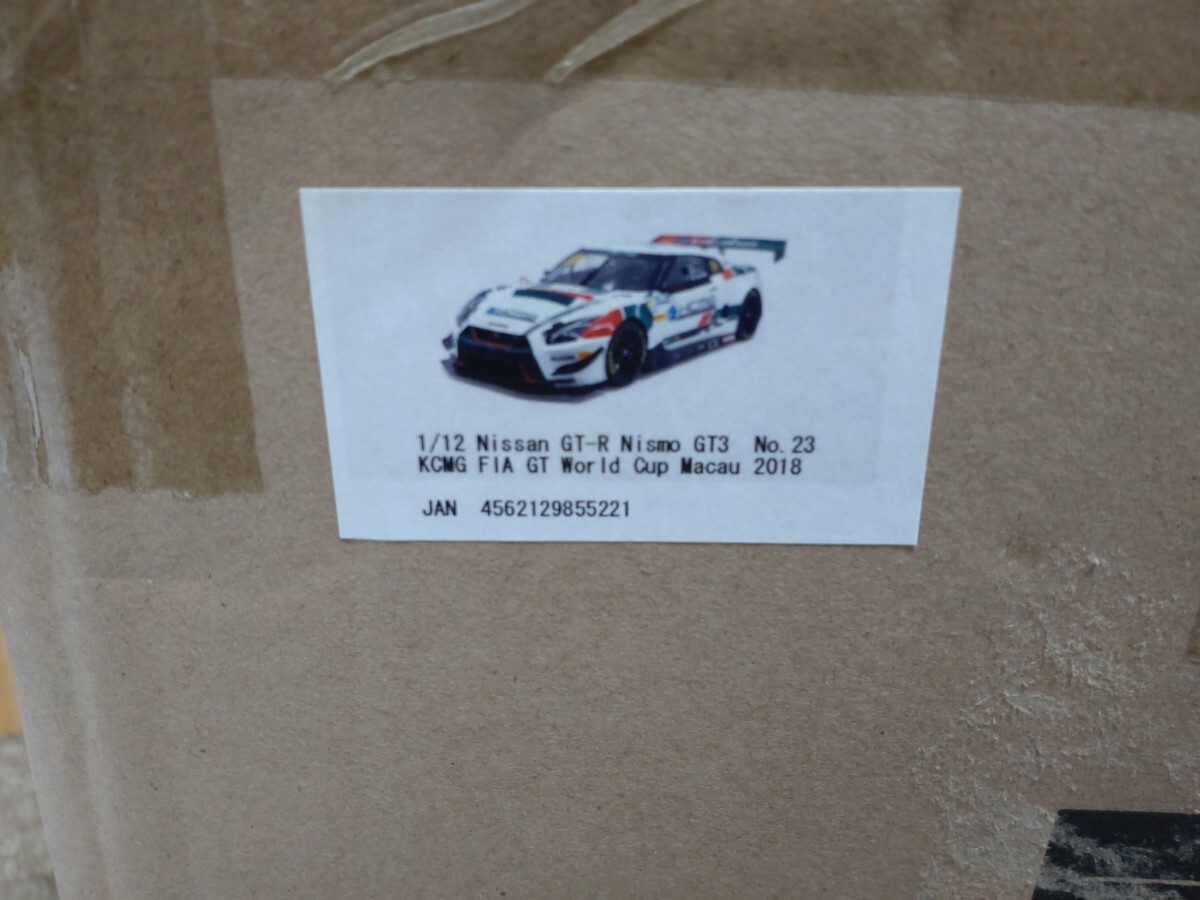 1/12 Nissan GT-R Nismo GT3 No.23
KCMG FIA GT World Cup Macau 2018
JAN 4562129855221